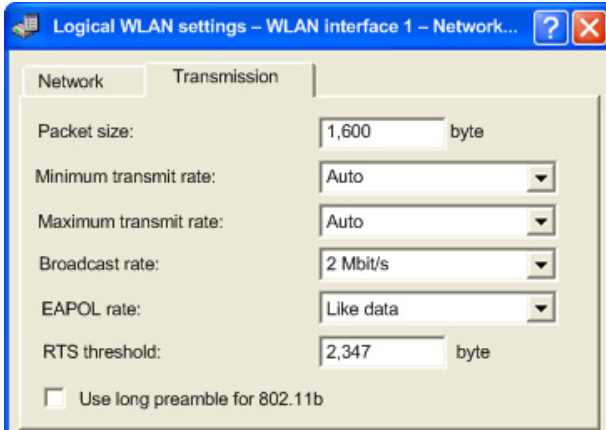 Logical WLAN settings – WLAN interface 1 – Network... ?
Network Transmission
Packet size: 1,600 byte
Minimum transmit rate: Auto
Maximum transmit rate: Auto
Broadcast rate: 2 Mbit/s
EAPOL rate: Like data
RTS threshold: 2,347 byte
Use long preamble for 802.11b